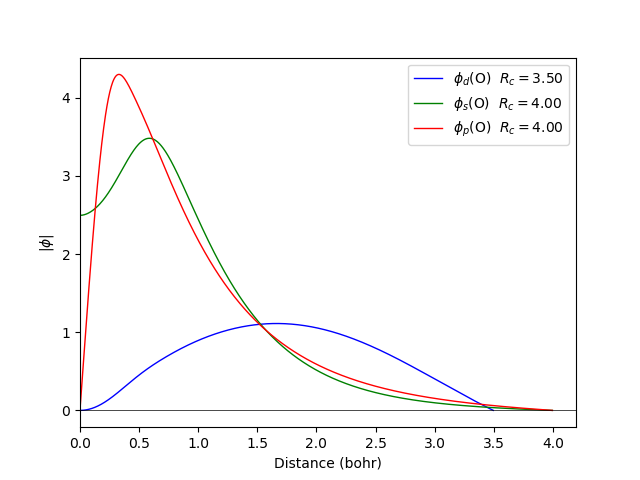 ϕd(O) Rc = 3.50
ϕs(O) Rc = 4.00
ϕp(O) Rc = 4.00
|ϕ|
4
3
2
1
0
0.0 0.5 1.0 1.5 2.0 2.5 3.0 3.5 4.0
Distance (bohr)